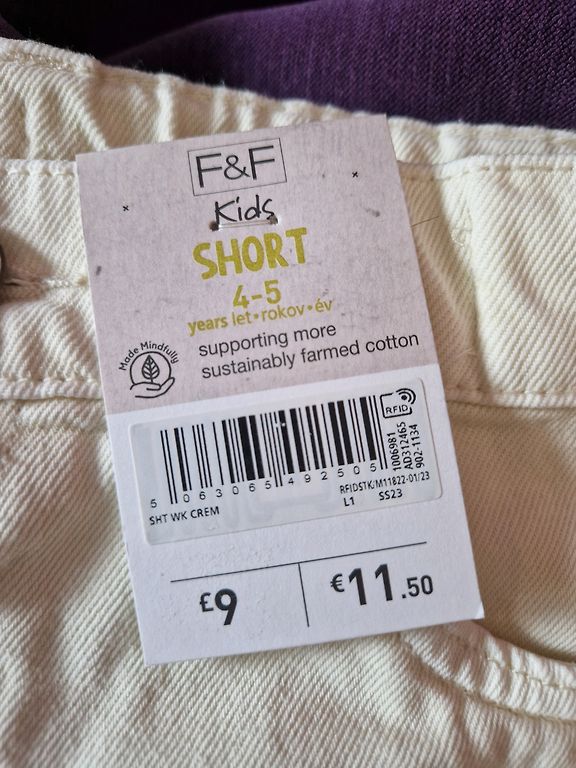 F&F
Kids
SHORT
4-5
years let•rokov•év
Made Mindfully
supporting more
sustainably farmed cotton
RFID
5 063065 492505
SHT WK CREM
1006981
AD312465
902-1134
RFIDSTK/M11822-01/23
L1 SS23
£9
€11.50